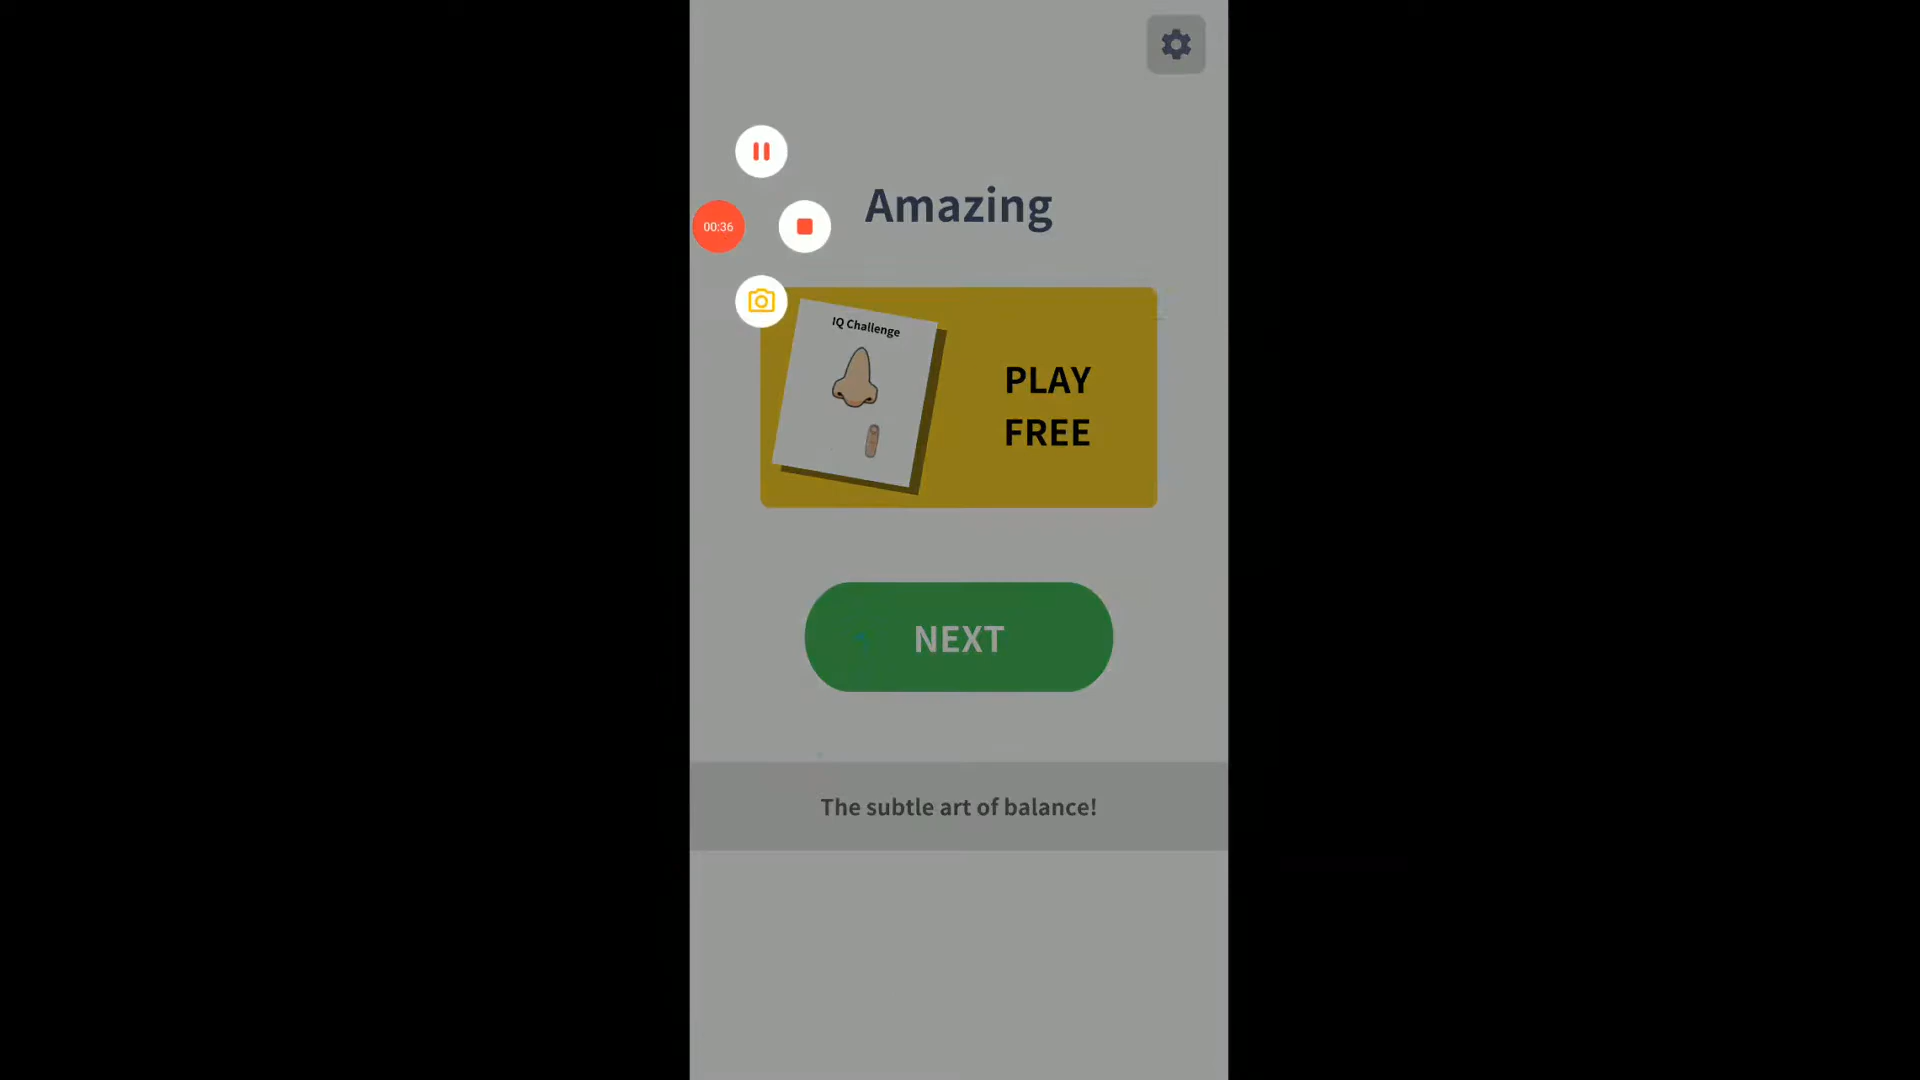 Amazing
00:36
IQ Challenge
PLAY
FREE
NEXT
The subtle art of balance!